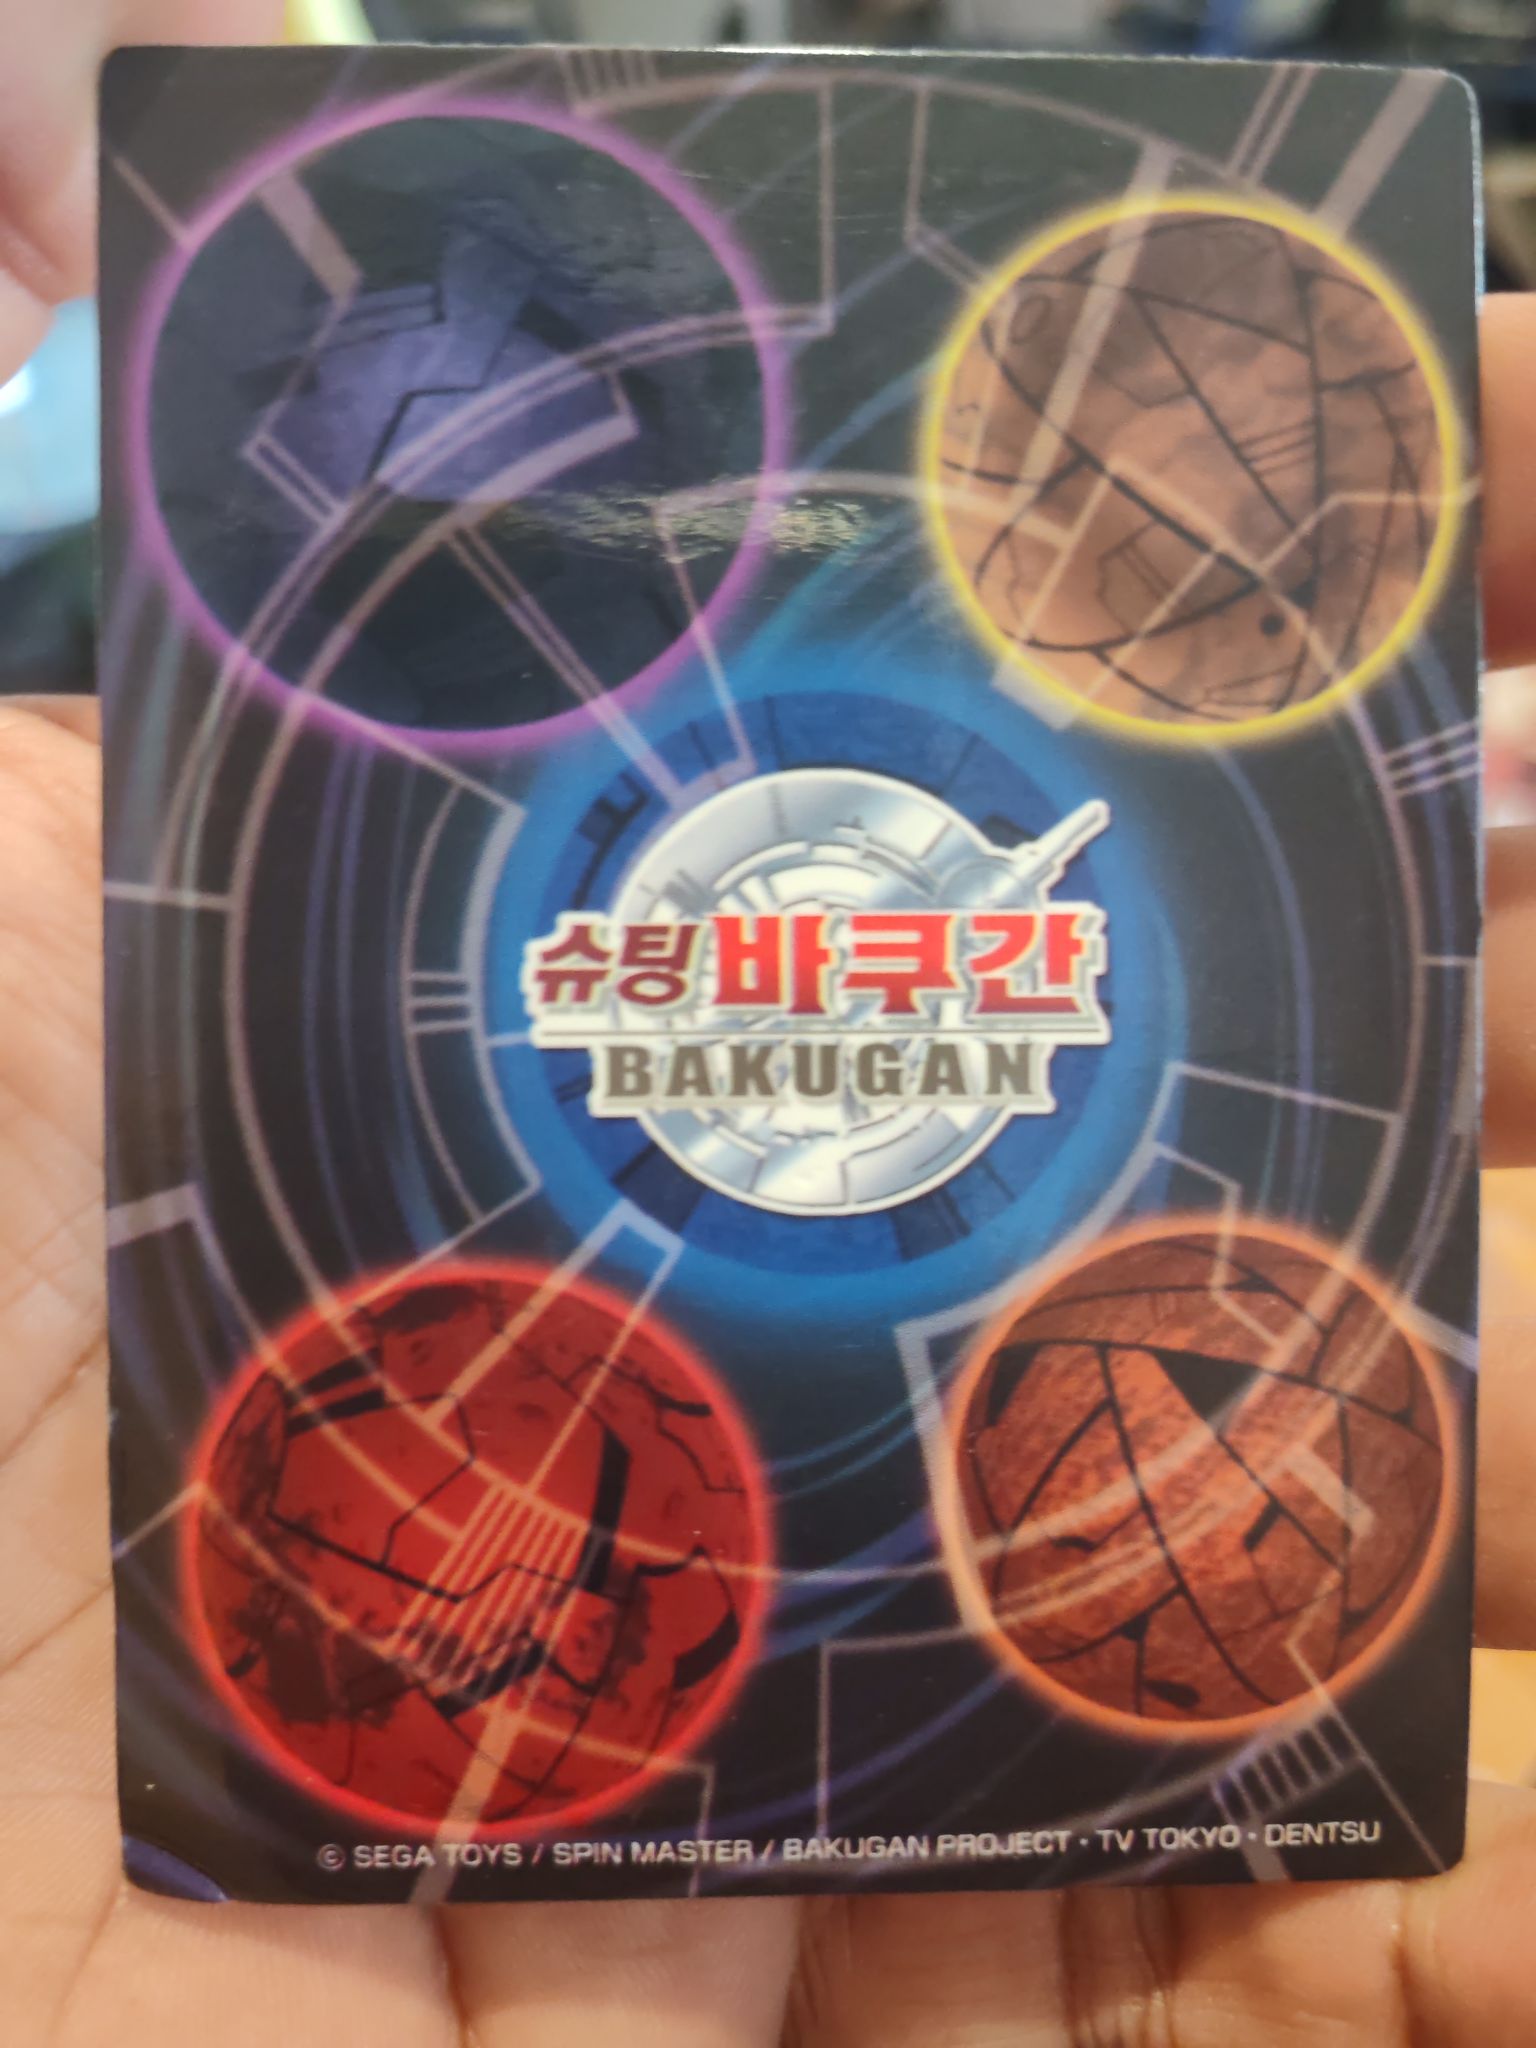 슈팅 바쿠간
BAKUGAN
© SEGA TOYS / SPIN MASTER / BAKUGAN PROJECT · TV TOKYO · DENTSU